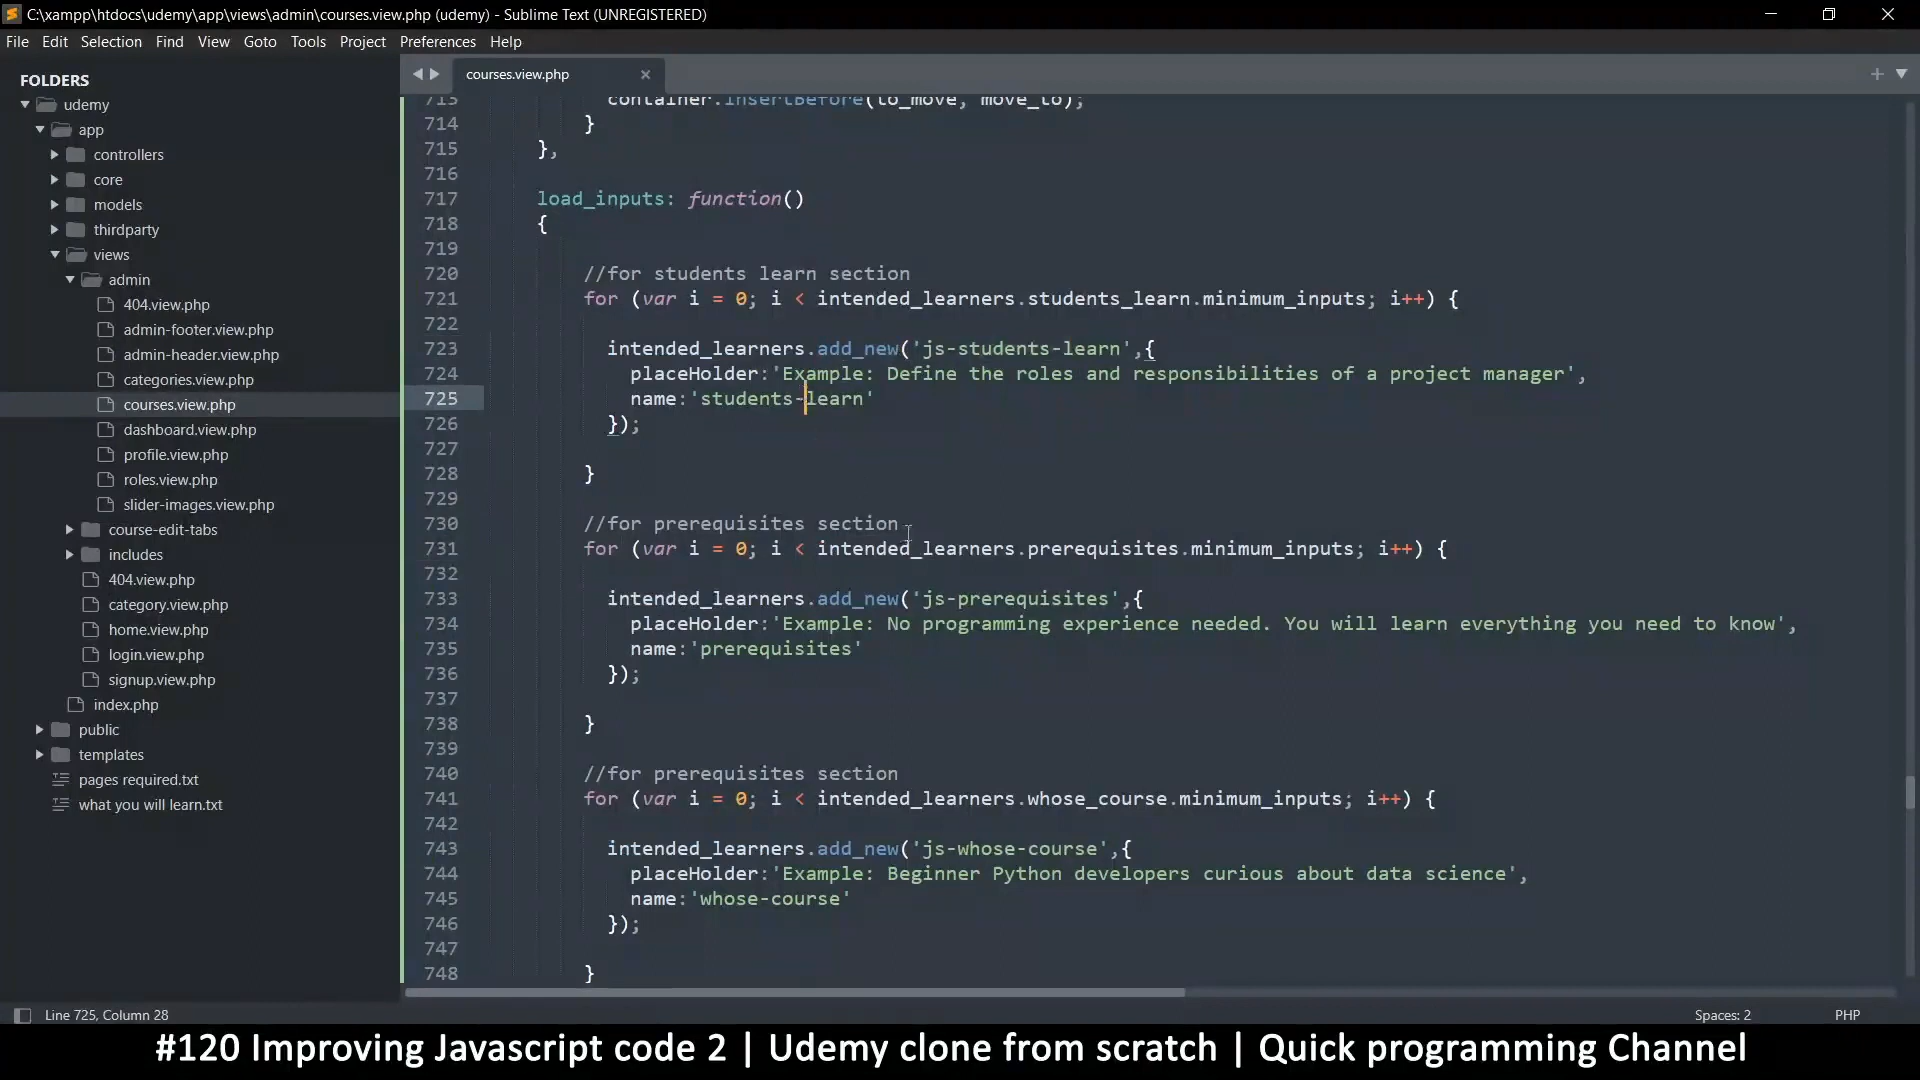 C:\xampp\htdocs\udemy\app\views\admin\courses.view.php (udemy) - Sublime Text (UNREGISTERED)
File Edit Selection Find View Goto Tools Project Preferences Help
FOLDERS
udemy
app
controllers
core
models
thirdparty
views
admin
404.view.php
admin-footer.view.php
admin-header.view.php
categories.view.php
courses.view.php
dashboard.view.php
profile.view.php
roles.view.php
slider-images.view.php
course-edit-tabs
includes
404.view.php
category.view.php
home.view.php
login.view.php
signup.view.php
index.php
public
templates
pages required.txt
what you will learn.txt
courses.view.php
713 container.insertBefore(to_move, move_to);
714 }
715 },
716
717 load_inputs: function()
718 {
719
720 //for students learn section
721 for (var i = 0; i < intended_learners.students_learn.minimum_inputs; i++) {
722
723 intended_learners.add_new('js-students-learn',{
724 placeHolder:'Example: Define the roles and responsibilities of a project manager',
725 name:'students-learn'
726 });
727
728 }
729
730 //for prerequisites section
731 for (var i = 0; i < intended_learners.prerequisites.minimum_inputs; i++) {
732
733 intended_learners.add_new('js-prerequisites',{
734 placeHolder:'Example: No programming experience needed. You will learn everything you need to know',
735 name:'prerequisites'
736 });
737
738 }
739
740 //for prerequisites section
741 for (var i = 0; i < intended_learners.whose_course.minimum_inputs; i++) {
742
743 intended_learners.add_new('js-whose-course',{
744 placeHolder:'Example: Beginner Python developers curious about data science',
745 name:'whose-course'
746 });
747
748 }
Line 725, Column 28
Spaces: 2
PHP
#120 Improving Javascript code 2 | Udemy clone from scratch | Quick programming Channel